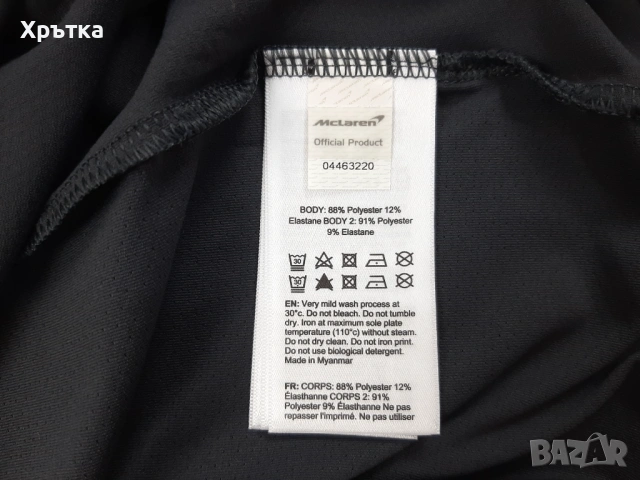 Хрътка
McLaren
Official Product
04463220
BODY: 88% Polyester 12%
Elastane BODY 2: 91% Polyester
9% Elastane
30
30
EN: Very mild wash process at
30°c. Do not bleach. Do not tumble
dry. Iron at maximum sole plate
temperature (110°c) without steam.
Do not dry clean. Do not iron print.
Do not use biological detergent.
Made in Myanmar
FR: CORPS: 88% Polyester 12%
Élasthanne CORPS 2: 91%
Polyester 9% Élasthanne Ne pas
repasser l'imprimé. Ne pas utiliser
BAZAR